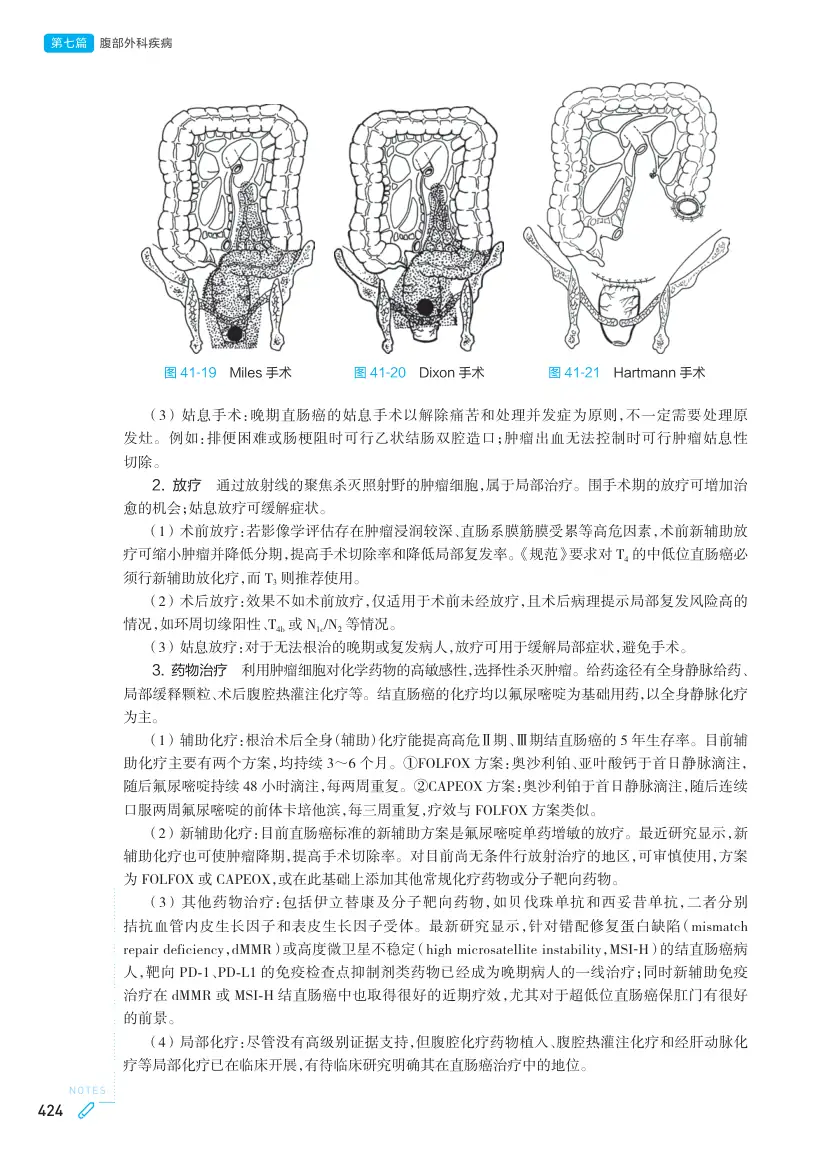 第七篇 腹部外科疾病
图 41-19 Miles 手术
图 41-20 Dixon 手术
图 41-21 Hartmann 手术
（3）姑息手术：晚期直肠癌的姑息手术以解除痛苦和处理并发症为原则，不一定需要处理原
发灶。例如：排便困难或肠梗阻时可行乙状结肠双腔造口；肿瘤出血无法控制时可行肿瘤姑息性
切除。
2. 放疗 通过放射线的聚焦杀灭照射野的肿瘤细胞，属于局部治疗。围手术期的放疗可增加治
愈的机会；姑息放疗可缓解症状。
（1）术前放疗：若影像学评估存在肿瘤浸润较深、直肠系膜筋膜受累等高危因素，术前新辅助放
疗可缩小肿瘤并降低分期，提高手术切除率和降低局部复发率。《规范》要求对 T4 的中低位直肠癌必
须行新辅助放化疗，而 T3 则推荐使用。
（2）术后放疗：效果不如术前放疗，仅适用于术前未经放疗，且术后病理提示局部复发风险高的
情况，如环周切缘阳性、T4b 或 N1c/N2 等情况。
（3）姑息放疗：对于无法根治的晚期或复发病人，放疗可用于缓解局部症状，避免手术。
3. 药物治疗 利用肿瘤细胞对化学药物的高敏感性，选择性杀灭肿瘤。给药途径有全身静脉给药、
局部缓释颗粒、术后腹腔热灌注化疗等。结直肠癌的化疗均以氟尿嘧啶为基础用药，以全身静脉化疗
为主。
（1）辅助化疗：根治术后全身（辅助）化疗能提高高危Ⅱ期、Ⅲ期结直肠癌的 5 年生存率。目前辅
助化疗主要有两个方案，均持续 3～6 个月。①FOLFOX 方案：奥沙利铂、亚叶酸钙于首日静脉滴注，
随后氟尿嘧啶持续 48 小时滴注，每两周重复。②CAPEOX 方案：奥沙利铂于首日静脉滴注，随后连续
口服两周氟尿嘧啶的前体卡培他滨，每三周重复，疗效与 FOLFOX 方案类似。
（2）新辅助化疗：目前直肠癌标准的新辅助方案是氟尿嘧啶单药增敏的放疗。最近研究显示，新
辅助化疗也可使肿瘤降期，提高手术切除率。对目前尚无条件行放射治疗的地区，可审慎使用，方案
为 FOLFOX 或 CAPEOX，或在此基础上添加其他常规化疗药物或分子靶向药物。
（3）其他药物治疗：包括伊立替康及分子靶向药物，如贝伐珠单抗和西妥昔单抗，二者分别
拮抗血管内皮生长因子和表皮生长因子受体。最新研究显示，针对错配修复蛋白缺陷（mismatch
repair deficiency，dMMR）或高度微卫星不稳定（high microsatellite instability，MSI-H）的结直肠癌病
人，靶向 PD-1、PD-L1 的免疫检查点抑制剂类药物已经成为晚期病人的一线治疗；同时新辅助免疫
治疗在 dMMR 或 MSI-H 结直肠癌中也取得很好的近期疗效，尤其对于超低位直肠癌保肛门有很好
的前景。
（4）局部化疗：尽管没有高级别证据支持，但腹腔化疗药物植入、腹腔热灌注化疗和经肝动脉化
疗等局部化疗已在临床开展，有待临床研究明确其在直肠癌治疗中的地位。
NOTES
424